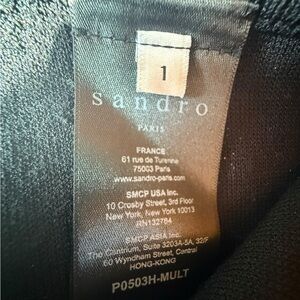 1
sandro
PARIS
FRANCE
61 rue de Turenne
75003 Paris
www.sandro-paris.com
SMCP USA Inc.
10 Crosby Street, 3rd Floor
New York, New York 10013
RN132784
SMCP ASIA Ltd.
The Centrium, Suite 3203A-5A, 32/F
60 Wyndham Street, Central
HONG-KONG
P0503H-MULT